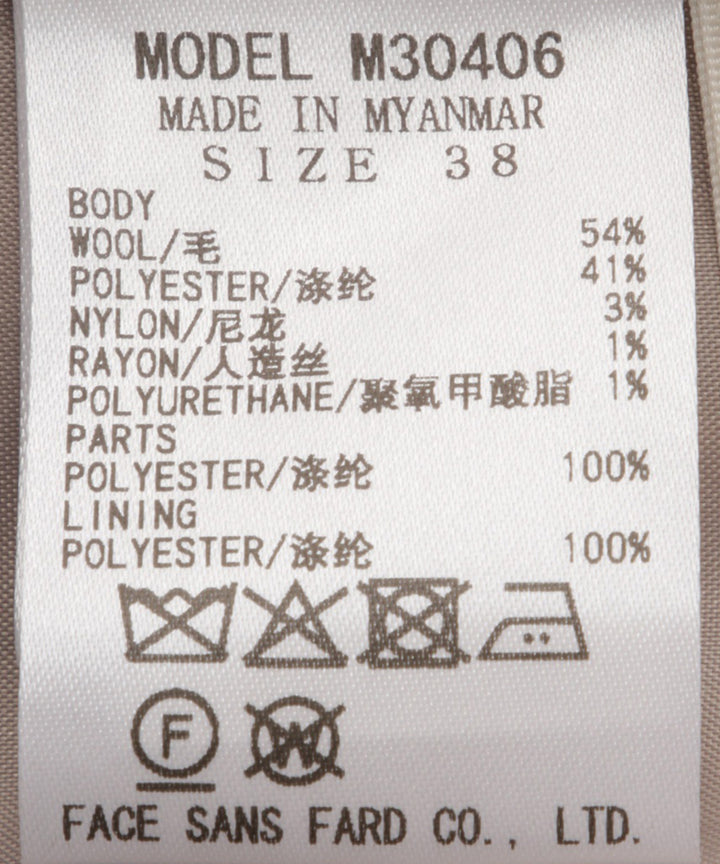 MODEL M30406
MADE IN MYANMAR
SIZE 38
BODY
WOOL/毛 54%
POLYESTER/涤纶 41%
NYLON/尼龙 3%
RAYON/人造丝 1%
POLYURETHANE/聚氧甲酸脂 1%
PARTS
POLYESTER/涤纶 100%
LINING
POLYESTER/涤纶 100%
F W
FACE SANS FARD CO., LTD.